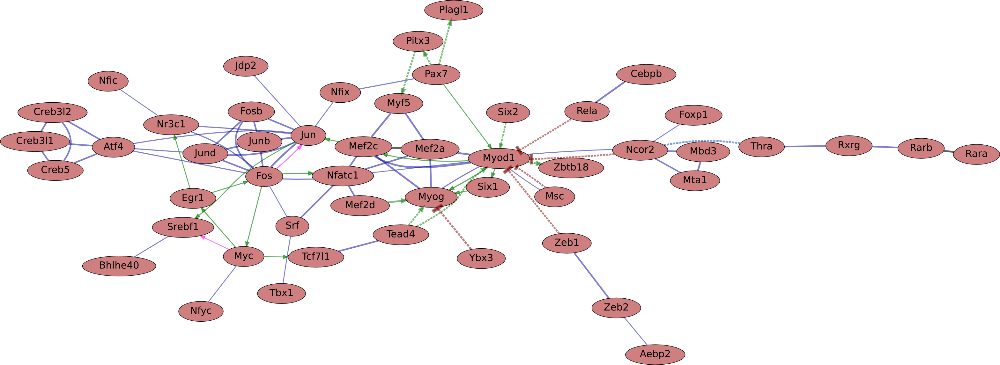 Plagl1
Pitx3
Jdp2
Pax7
Cebpb
Nfic
Nfix
Myf5
Creb3l2
Fosb
Six2
Rela
Foxp1
Nr3c1
Jun
Creb3l1
Junb
Atf4
Jund
Mef2c
Mef2a
Myod1
Ncor2
Mbd3
Thra
Rxrg
Rarb
Rara
Creb5
Fos
Nfatc1
Zbtb18
Mta1
Egr1
Mef2d
Myog
Six1
Msc
Srebf1
Srf
Tead4
Zeb1
Bhlhe40
Myc
Tcf7l1
Ybx3
Tbx1
Nfyc
Zeb2
Aebp2